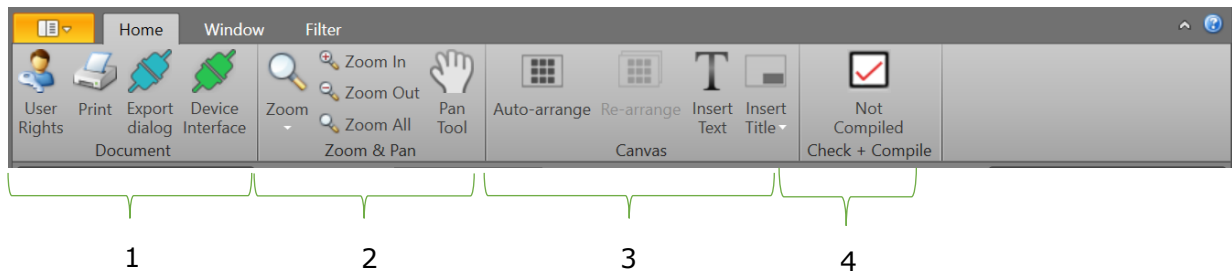 Home Window Filter
User Rights
Print
Export dialog
Device Interface
Document
Zoom
Zoom In
Zoom Out
Zoom All
Pan Tool
Zoom & Pan
Auto-arrange
Re-arrange
Insert Text
Insert Title
Canvas
Not Compiled
Check + Compile
1 2 3 4